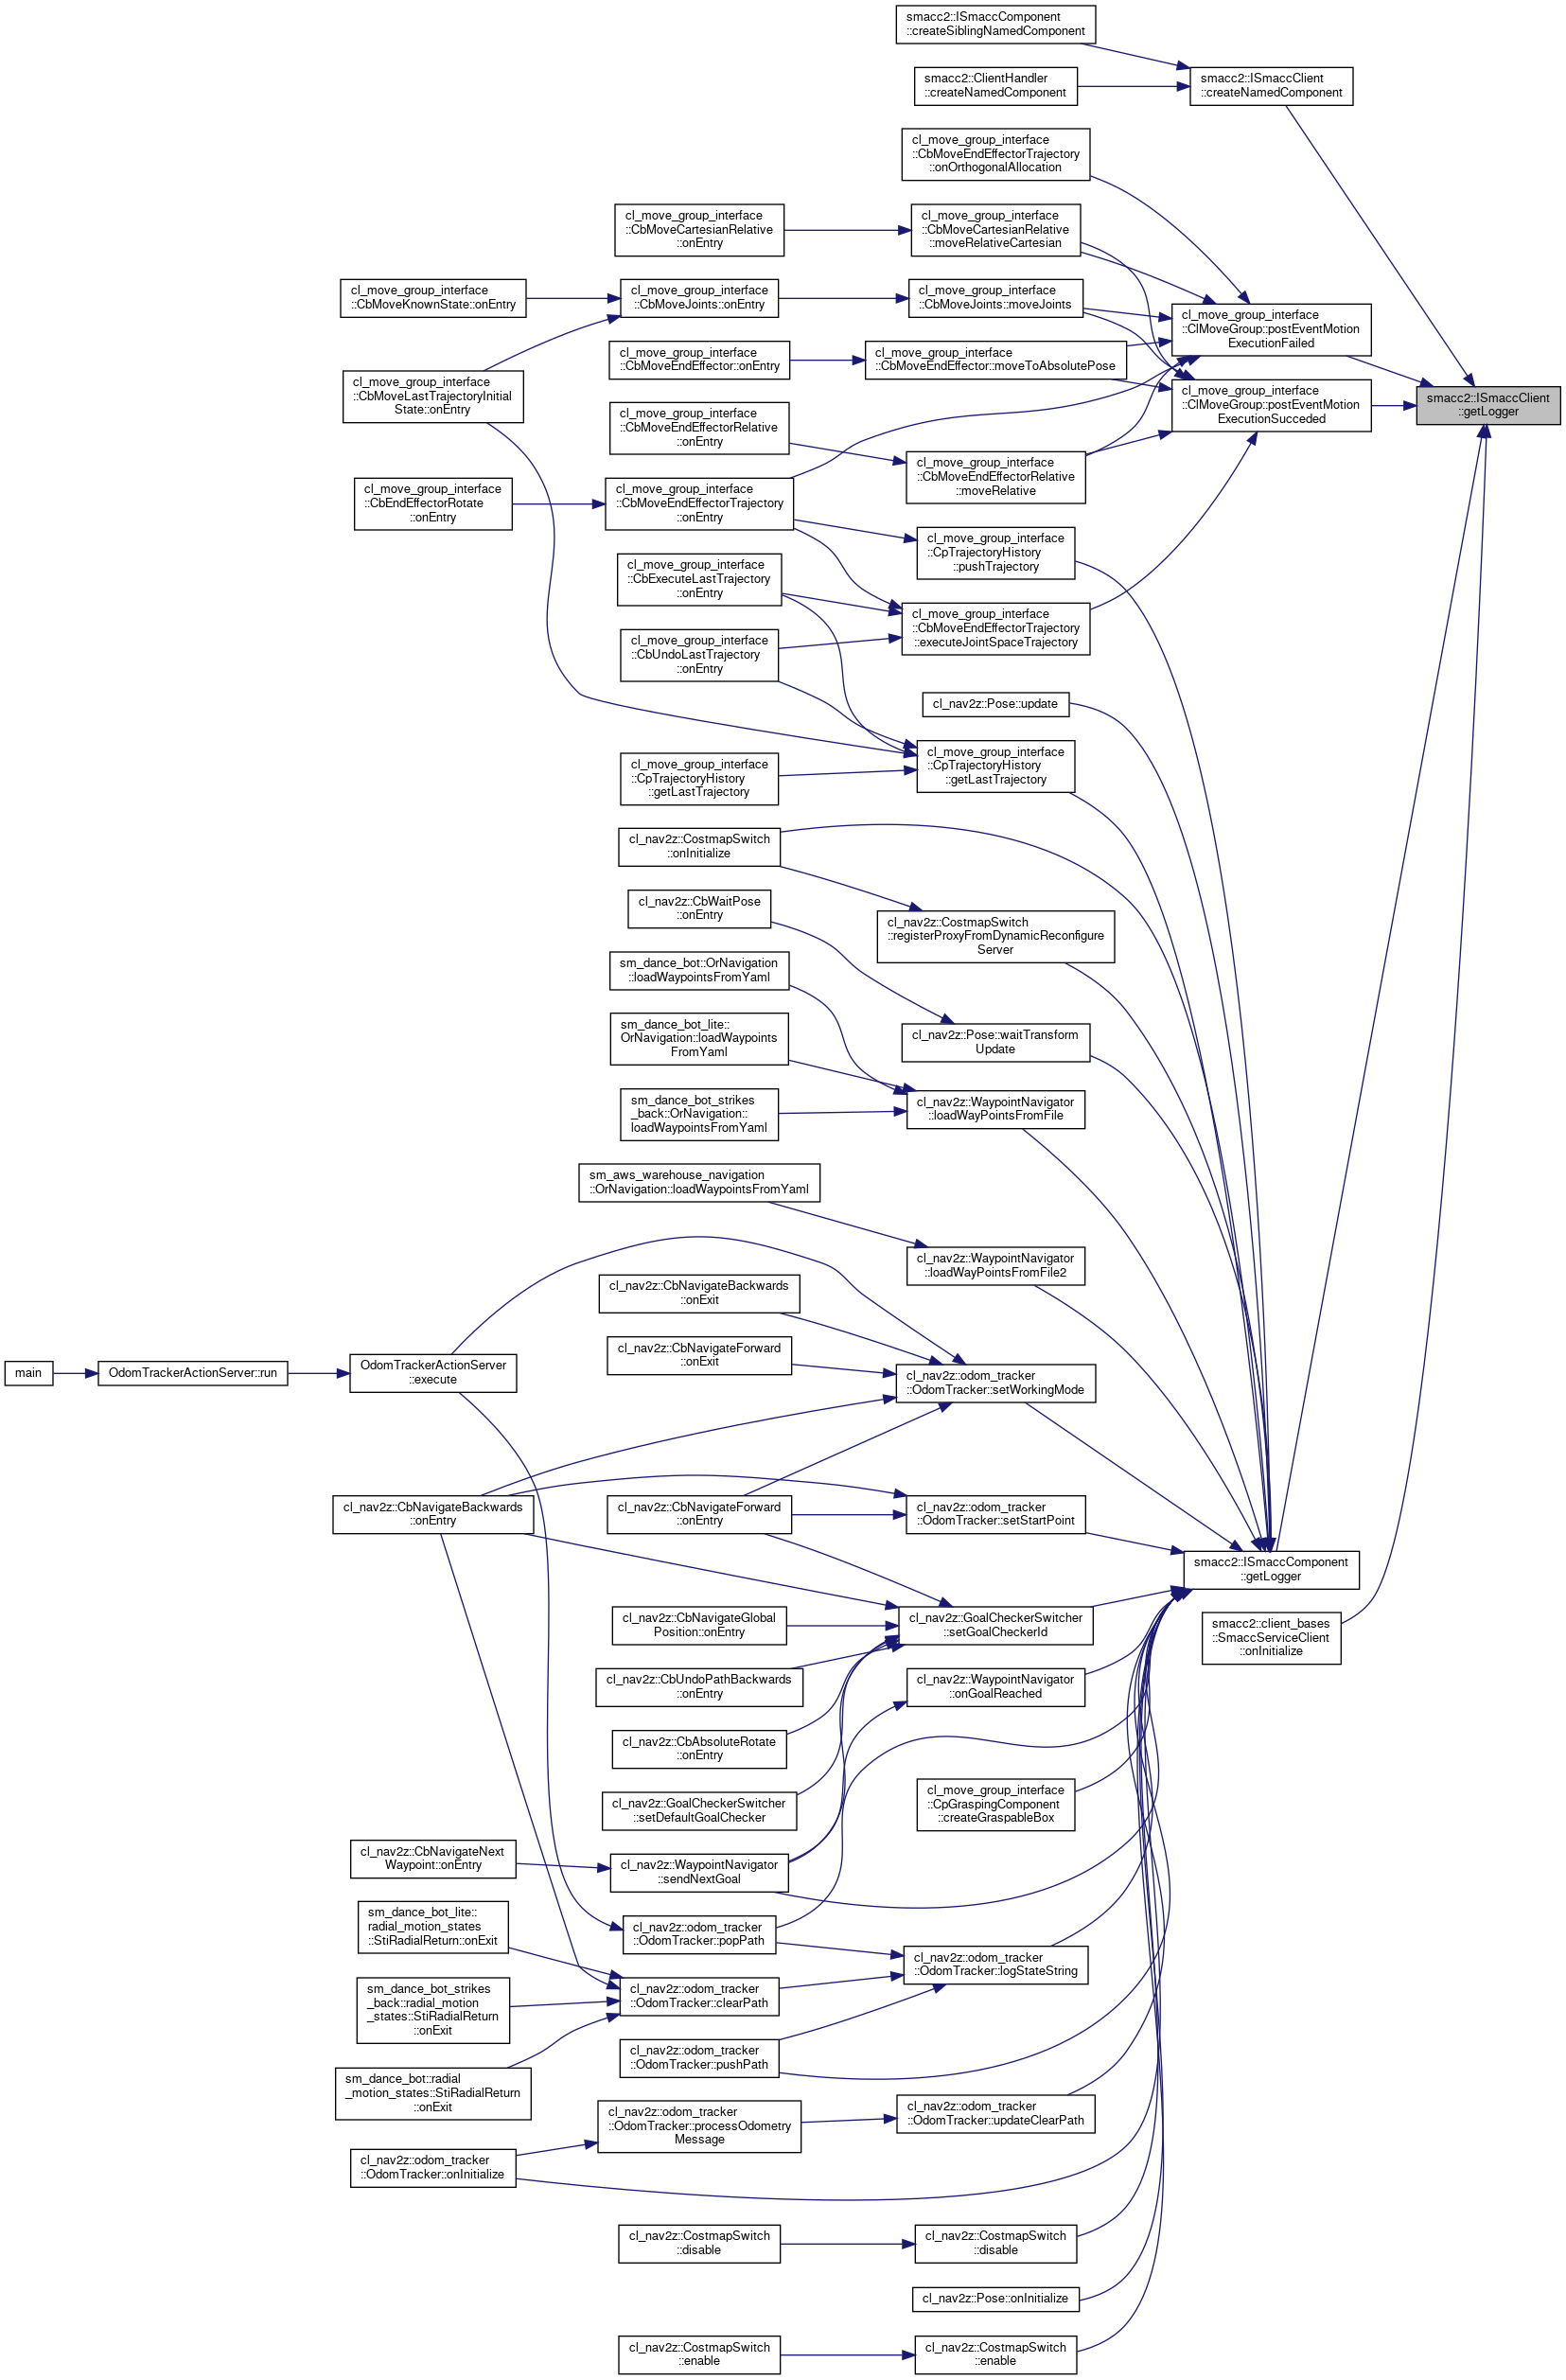 smacc2::ISmaccComponent
::createSiblingNamedComponent
smacc2::ClientHandler
::createNamedComponent
smacc2::ISmaccClient
::createNamedComponent
cl_move_group_interface
::CbMoveEndEffectorTrajectory
::onOrthogonalAllocation
cl_move_group_interface
::CbMoveCartesianRelative
::onEntry
cl_move_group_interface
::CbMoveCartesianRelative
::moveRelativeCartesian
cl_move_group_interface
::CbMoveKnownState::onEntry
cl_move_group_interface
::CbMoveJoints::onEntry
cl_move_group_interface
::CbMoveJoints::moveJoints
cl_move_group_interface
::ClMoveGroup::postEventMotion
ExecutionFailed
cl_move_group_interface
::CbMoveEndEffector::onEntry
cl_move_group_interface
::CbMoveEndEffector::moveToAbsolutePose
cl_move_group_interface
::CbMoveLastTrajectoryInitial
State::onEntry
cl_move_group_interface
::ClMoveGroup::postEventMotion
ExecutionSucceded
smacc2::ISmaccClient
::getLogger
cl_move_group_interface
::CbMoveEndEffectorRelative
::onEntry
cl_move_group_interface
::CbMoveEndEffectorRelative
::moveRelative
cl_move_group_interface
::CbEndEffectorRotate
::onEntry
cl_move_group_interface
::CbMoveEndEffectorTrajectory
::onEntry
cl_move_group_interface
::CpTrajectoryHistory
::pushTrajectory
cl_move_group_interface
::CbExecuteLastTrajectory
::onEntry
cl_move_group_interface
::CbMoveEndEffectorTrajectory
::executeJointSpaceTrajectory
cl_move_group_interface
::CbUndoLastTrajectory
::onEntry
cl_nav2z::Pose::update
cl_move_group_interface
::CpTrajectoryHistory
::getLastTrajectory
cl_move_group_interface
::CpTrajectoryHistory
::getLastTrajectory
cl_nav2z::CostmapSwitch
::onInitialize
cl_nav2z::CbWaitPose
::onEntry
cl_nav2z::CostmapSwitch
::registerProxyFromDynamicReconfigure
Server
sm_dance_bot::OrNavigation
::loadWaypointsFromYaml
sm_dance_bot_lite::
OrNavigation::loadWaypoints
FromYaml
cl_nav2z::Pose::waitTransform
Update
sm_dance_bot_strikes
_back::OrNavigation::
loadWaypointsFromYaml
cl_nav2z::WaypointNavigator
::loadWayPointsFromFile
sm_aws_warehouse_navigation
::OrNavigation::loadWaypointsFromYaml
cl_nav2z::WaypointNavigator
::loadWayPointsFromFile2
cl_nav2z::CbNavigateBackwards
::onExit
cl_nav2z::CbNavigateForward
::onExit
main
OdomTrackerActionServer::run
OdomTrackerActionServer
::execute
cl_nav2z::odom_tracker
::OdomTracker::setWorkingMode
cl_nav2z::CbNavigateBackwards
::onEntry
cl_nav2z::CbNavigateForward
::onEntry
cl_nav2z::odom_tracker
::OdomTracker::setStartPoint
smacc2::ISmaccComponent
::getLogger
cl_nav2z::CbNavigateGlobal
Position::onEntry
cl_nav2z::GoalCheckerSwitcher
::setGoalCheckerId
smacc2::client_bases
::SmaccServiceClient
::onInitialize
cl_nav2z::CbUndoPathBackwards
::onEntry
cl_nav2z::WaypointNavigator
::onGoalReached
cl_nav2z::CbAbsoluteRotate
::onEntry
cl_nav2z::GoalCheckerSwitcher
::setDefaultGoalChecker
cl_move_group_interface
::CpGraspingComponent
::createGraspableBox
cl_nav2z::CbNavigateNext
Waypoint::onEntry
cl_nav2z::WaypointNavigator
::sendNextGoal
sm_dance_bot_lite::
radial_motion_states
::StiRadialReturn::onExit
cl_nav2z::odom_tracker
::OdomTracker::popPath
cl_nav2z::odom_tracker
::OdomTracker::logStateString
sm_dance_bot_strikes
_back::radial_motion
_states::StiRadialReturn
::onExit
cl_nav2z::odom_tracker
::OdomTracker::clearPath
cl_nav2z::odom_tracker
::OdomTracker::pushPath
sm_dance_bot::radial
_motion_states::StiRadialReturn
::onExit
cl_nav2z::odom_tracker
::OdomTracker::processOdometry
Message
cl_nav2z::odom_tracker
::OdomTracker::updateClearPath
cl_nav2z::odom_tracker
::OdomTracker::onInitialize
cl_nav2z::CostmapSwitch
::disable
cl_nav2z::CostmapSwitch
::disable
cl_nav2z::Pose::onInitialize
cl_nav2z::CostmapSwitch
::enable
cl_nav2z::CostmapSwitch
::enable